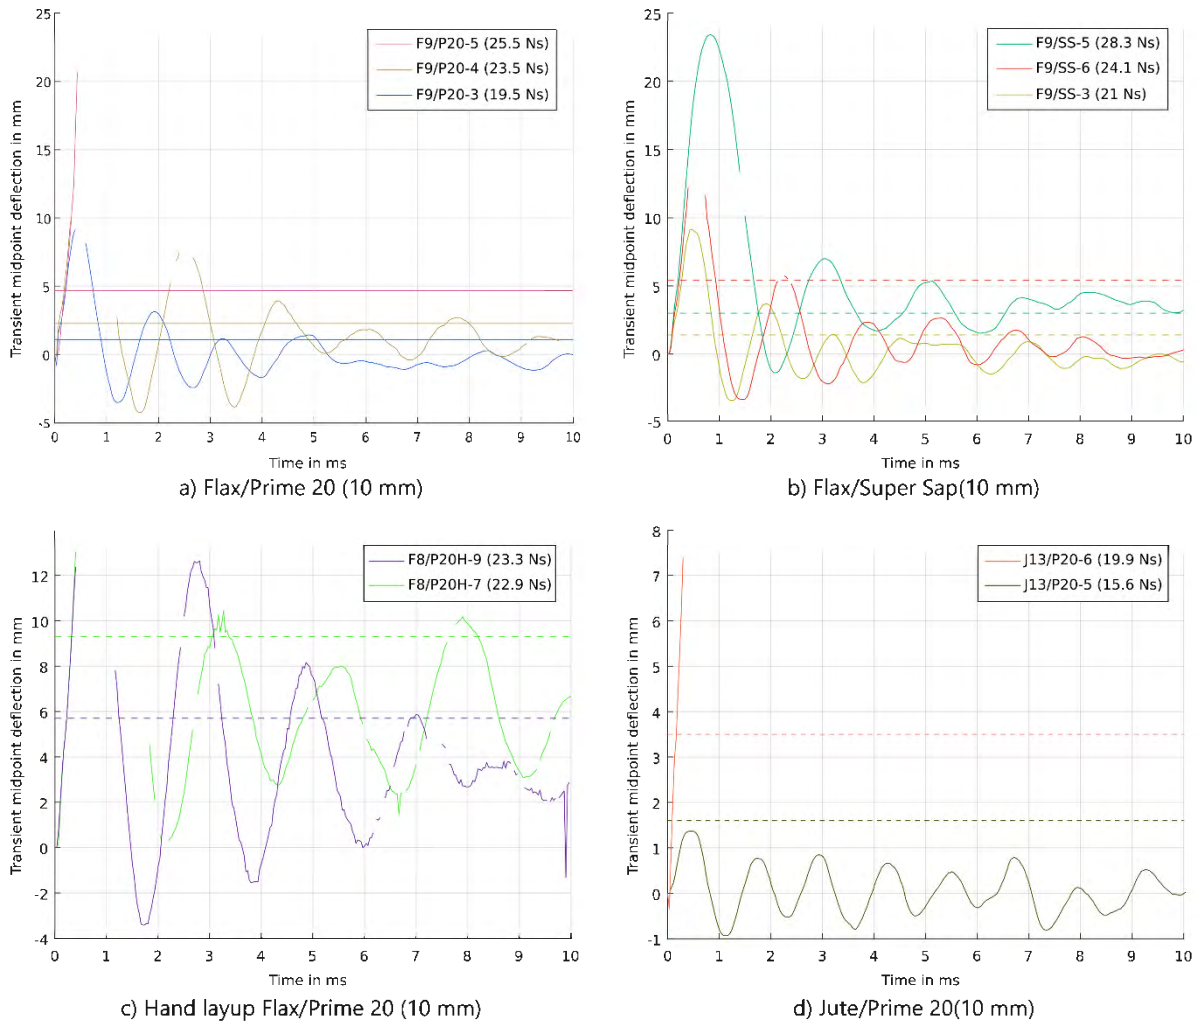 25
20
15
10
5
0
-5
Transient midpoint deflection in mm
F9/P20-5 (25.5 Ns)
F9/P20-4 (23.5 Ns)
F9/P20-3 (19.5 Ns)
0 1 2 3 4 5 6 7 8 9 10
Time in ms
a) Flax/Prime 20 (10 mm)
25
20
15
10
5
0
-5
Transient midpoint deflection in mm
F9/SS-5 (28.3 Ns)
F9/SS-6 (24.1 Ns)
F9/SS-3 (21 Ns)
0 1 2 3 4 5 6 7 8 9 10
Time in ms
b) Flax/Super Sap(10 mm)
12
10
8
6
4
2
0
-2
-4
Transient midpoint deflection in mm
F8/P20H-9 (23.3 Ns)
F8/P20H-7 (22.9 Ns)
0 1 2 3 4 5 6 7 8 9 10
Time in ms
c) Hand layup Flax/Prime 20 (10 mm)
8
7
6
5
4
3
2
1
0
-1
Transient midpoint deflection in mm
J13/P20-6 (19.9 Ns)
J13/P20-5 (15.6 Ns)
0 1 2 3 4 5 6 7 8 9 10
Time in ms
d) Jute/Prime 20(10 mm)